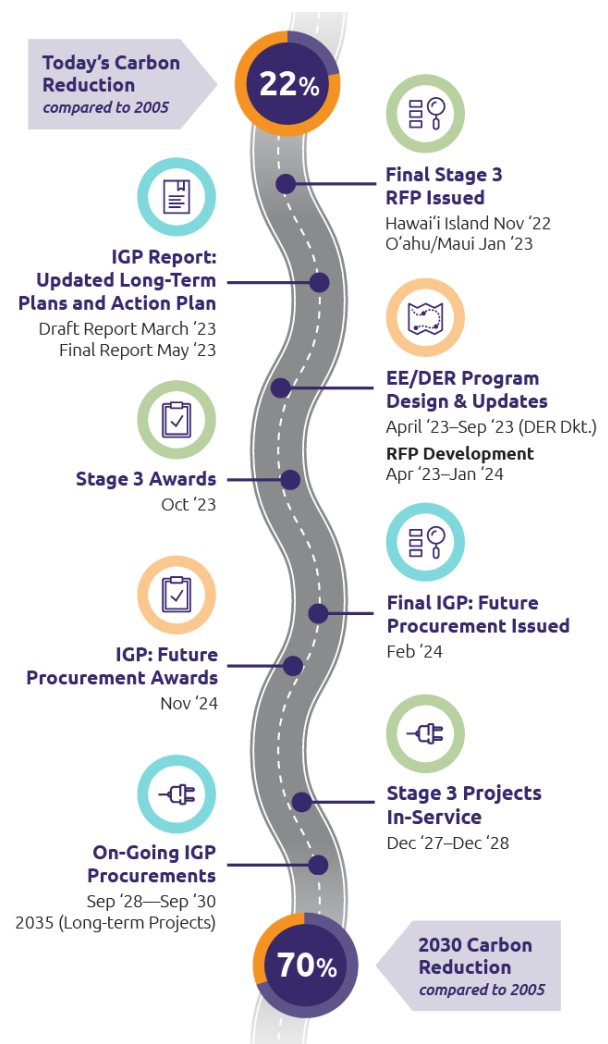 Today’s Carbon
Reduction
compared to 2005
22%
Final Stage 3
RFP Issued
Hawai‘i Island Nov ‘22
O‘ahu/Maui Jan ‘23
IGP Report:
Updated Long-Term
Plans and Action Plan
Draft Report March ‘23
Final Report May ‘23
EE/DER Program
Design & Updates
April ‘23–Sep ‘23 (DER Dkt.)
RFP Development
Apr ‘23–Jan ‘24
Stage 3 Awards
Oct ‘23
Final IGP: Future
Procurement Issued
Feb ‘24
IGP: Future
Procurement Awards
Nov ‘24
Stage 3 Projects
In-Service
Dec ‘27–Dec ‘28
On-Going IGP
Procurements
Sep ‘28—Sep ‘30
2035 (Long-term Projects)
70%
2030 Carbon
Reduction
compared to 2005